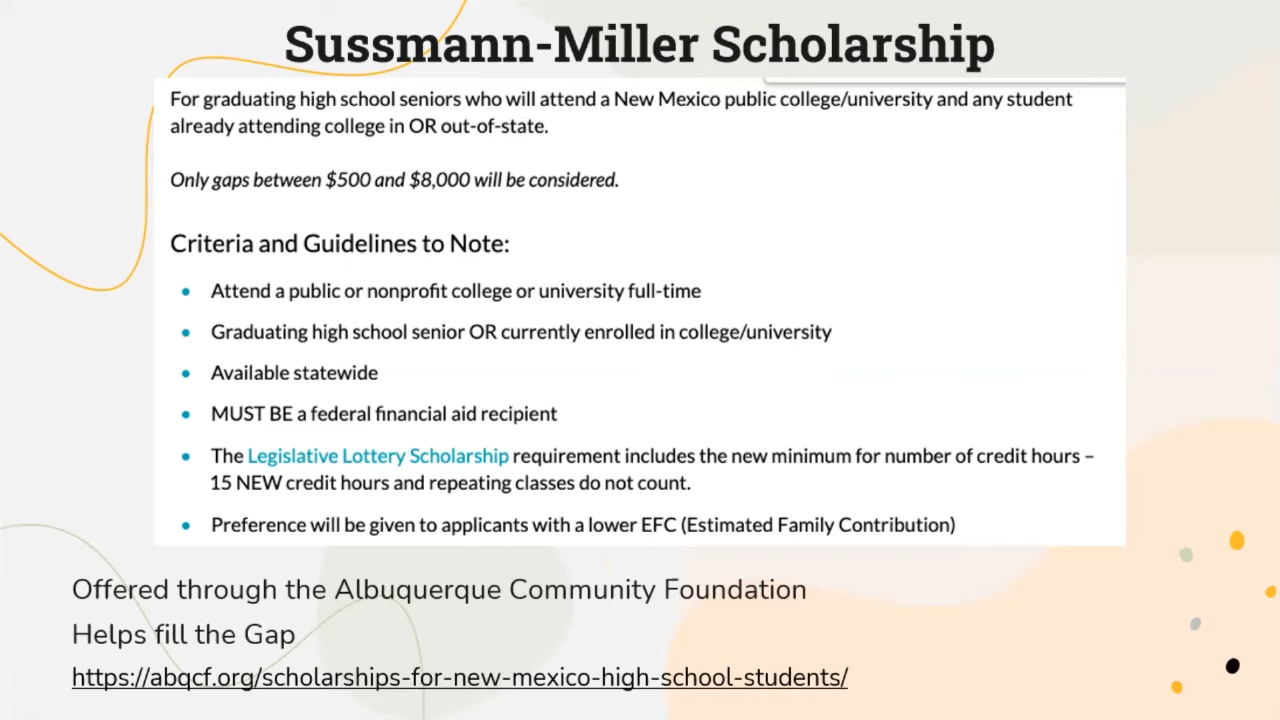 Sussmann-Miller Scholarship
For graduating high school seniors who will attend a New Mexico public college/university and any student
already attending college in OR out-of-state.
Only gaps between $500 and $8,000 will be considered.
Criteria and Guidelines to Note:
• Attend a public or nonprofit college or university full-time
• Graduating high school senior OR currently enrolled in college/university
• Available statewide
• MUST BE a federal financial aid recipient
• The Legislative Lottery Scholarship requirement includes the new minimum for number of credit hours –
15 NEW credit hours and repeating classes do not count.
• Preference will be given to applicants with a lower EFC (Estimated Family Contribution)
Offered through the Albuquerque Community Foundation
Helps fill the Gap
https://abqcf.org/scholarships-for-new-mexico-high-school-students/